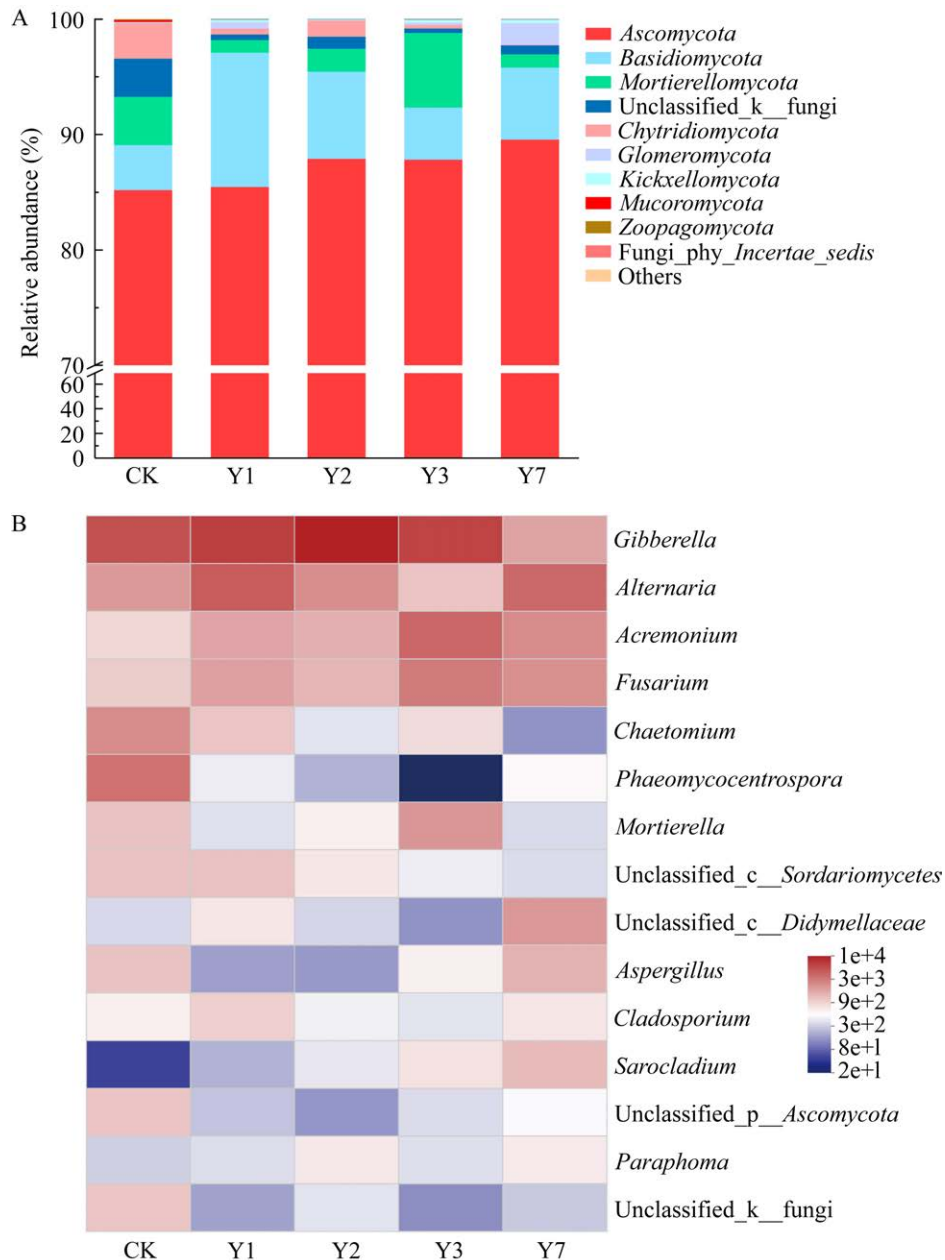 A
Relative abundance (%)
100
90
80
70
60
40
20
0
CK Y1 Y2 Y3 Y7
Ascomycota
Basidiomycota
Mortierellomycota
Unclassified_k__fungi
Chytridiomycota
Glomeromycota
Kickxellomycota
Mucoromycota
Zoopagomycota
Fungi_phy_Incertae_sedis
Others
B
Gibberella
Alternaria
Acremonium
Fusarium
Chaetomium
Phaeomycocentrospora
Mortierella
Unclassified_c__Sordariomycetes
Unclassified_c__Didymellaceae
Aspergillus
Cladosporium
Sarocladium
Unclassified_p__Ascomycota
Paraphoma
Unclassified_k__fungi
1e+4
3e+3
9e+2
3e+2
8e+1
2e+1
CK Y1 Y2 Y3 Y7